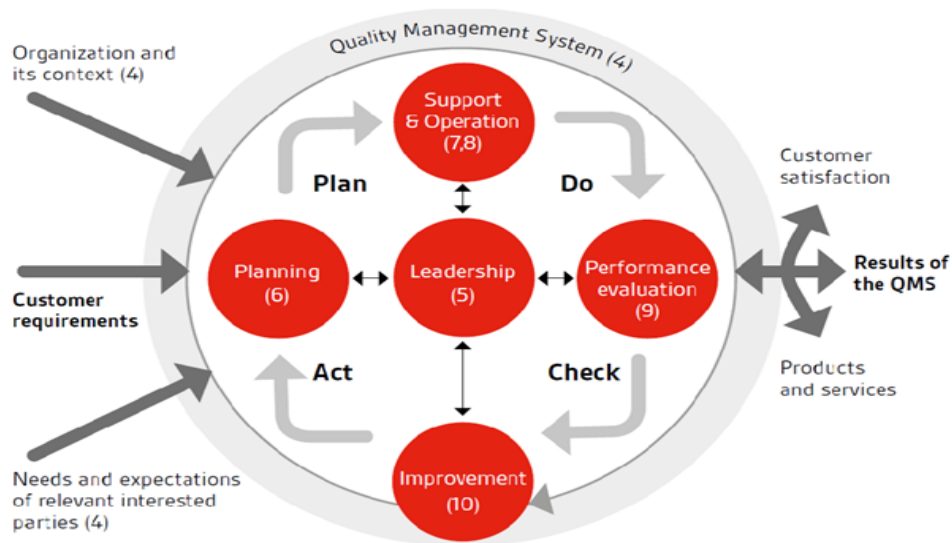 Quality Management System (4)
Organization and
its context (4)
Support
& Operation
(7,8)
Plan
Do
Customer
satisfaction
Planning
(6)
Leadership
(5)
Performance
evaluation
(9)
Results of
the QMS
Customer
requirements
Act
Check
Products
and services
Needs and expectations
of relevant interested
parties (4)
Improvement
(10)